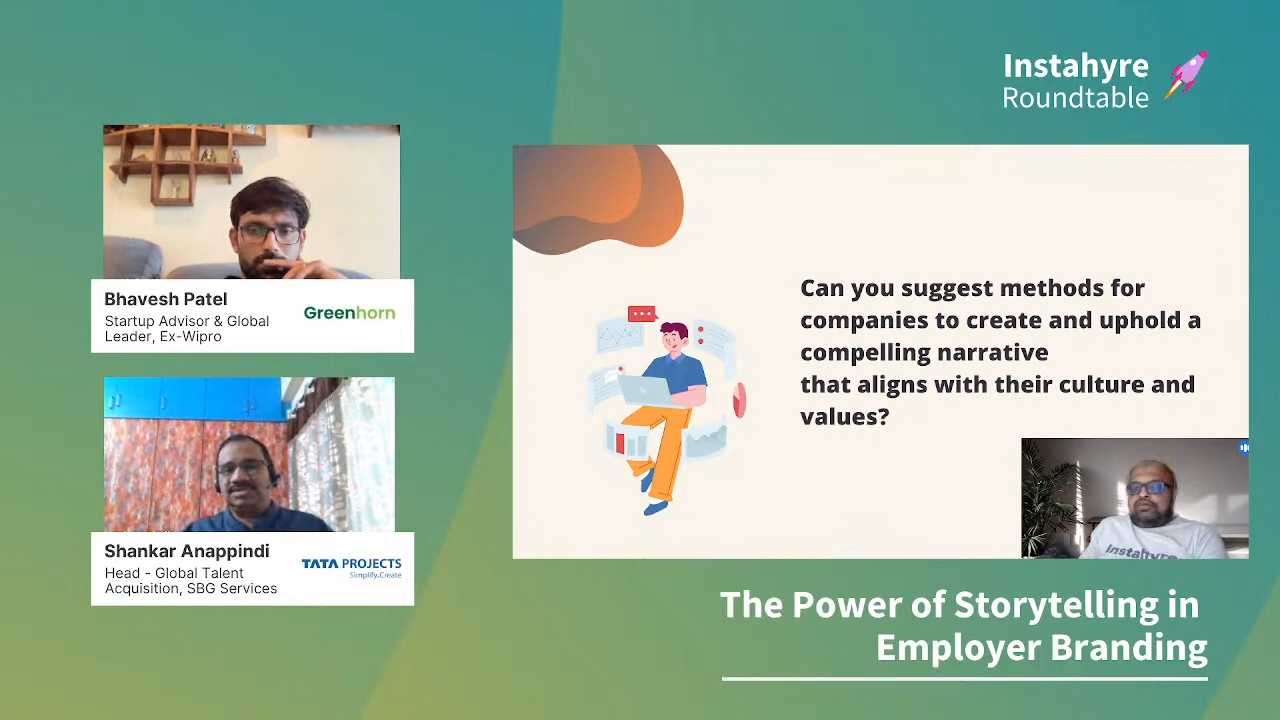 Instahyre
Roundtable
Bhavesh Patel
Startup Advisor & Global
Leader, Ex-Wipro
Greenhorn
Shankar Anappindi
Head - Global Talent
Acquisition, SBG Services
TATA PROJECTS
Simplify.Create
Can you suggest methods for
companies to create and uphold a
compelling narrative
that aligns with their culture and
values?
Instahyre
The Power of Storytelling in
Employer Branding